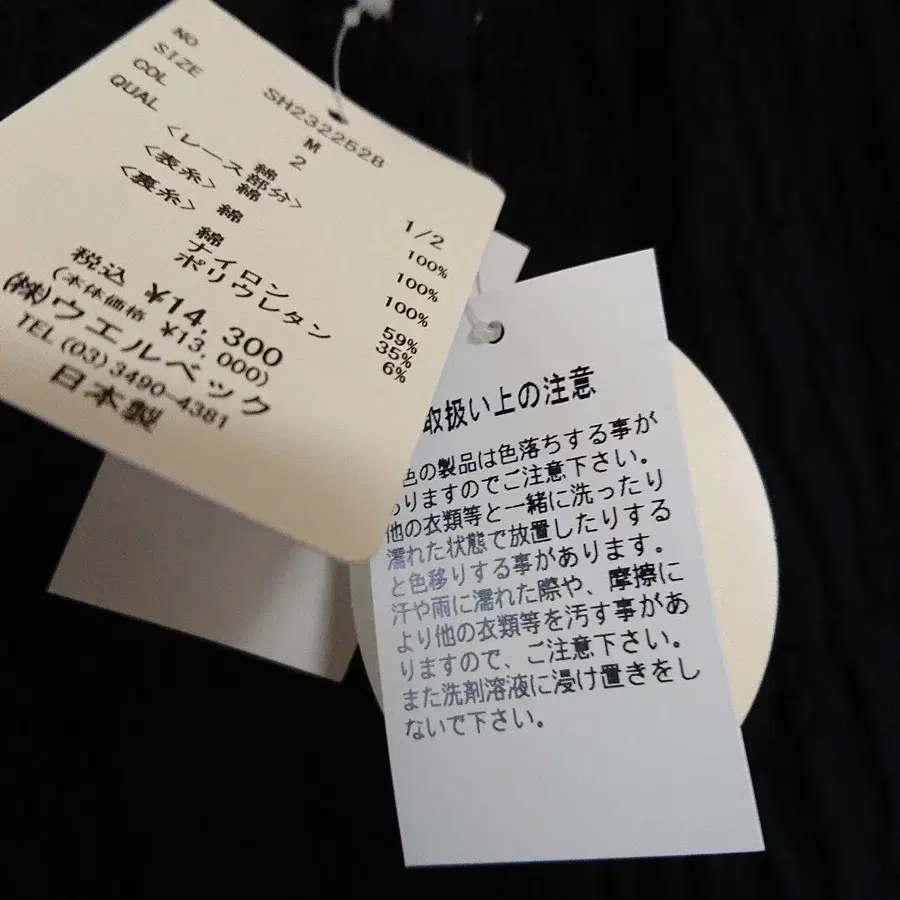 NO SH2322528
SIZE M
COL 2 1/2
QUAL 綿 100%
<レース部分>
綿 100%
<表糸> 綿 100%
<裏糸> 綿 59%
ナイロン 35%
ポリウレタン 6%
税込 ¥14,300
(本体価格 ¥13,000)
(株)ウエルベック
TEL (03) 3490-4381
日本製
取扱い上の注意
色の製品は色落ちする事が
りますのでご注意下さい。
他の衣類等と一緒に洗ったり
濡れた状態で放置したりする
と色移りする事があります。
汗や雨に濡れた際や、摩擦に
より他の衣類等を汚す事があ
りますので、ご注意下さい。
また洗剤溶液に浸け置きをし
ないで下さい。